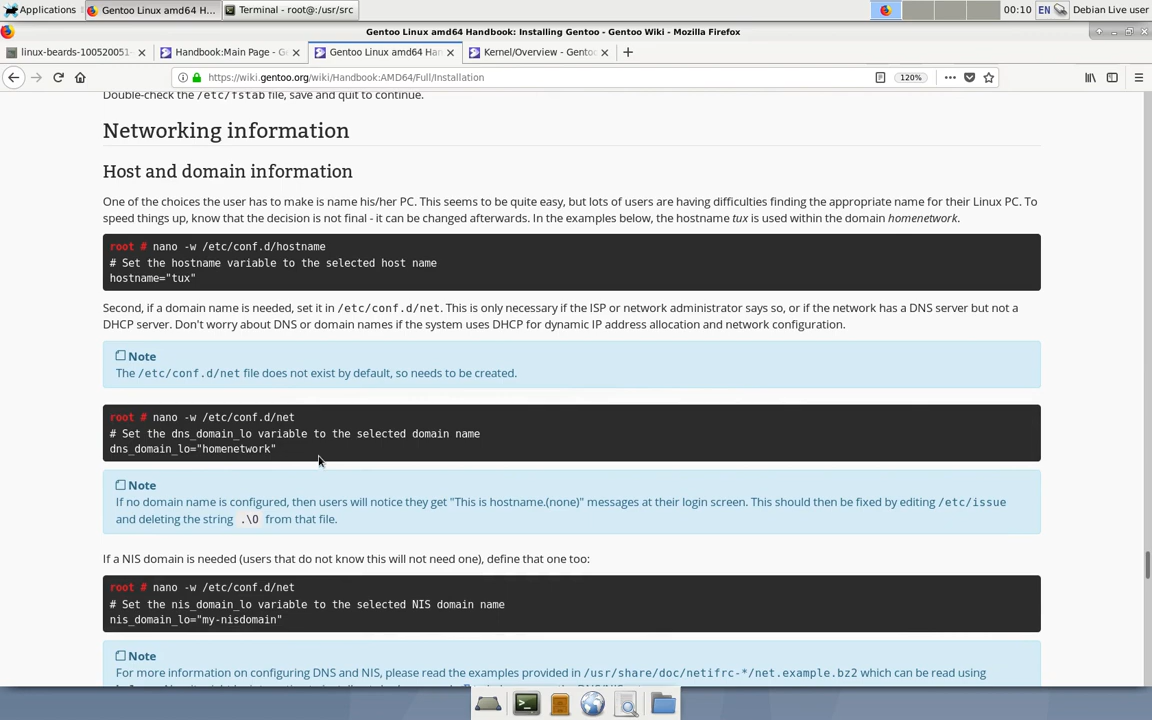 Applications
Gentoo Linux amd64 H...
Terminal - root@:/usr/src
00:10
EN
Debian Live user
Gentoo Linux amd64 Handbook: Installing Gentoo - Gentoo Wiki - Mozilla Firefox
linux-beards-100520051-
Handbook:Main Page - Ge
Gentoo Linux amd64 Han
Kernel/Overview - Gentoo
https://wiki.gentoo.org/wiki/Handbook:AMD64/Full/Installation
120%
Double-check the /etc/fstab file, save and quit to continue.
Networking information
Host and domain information
One of the choices the user has to make is name his/her PC. This seems to be quite easy, but lots of users are having difficulties finding the appropriate name for their Linux PC. To
speed things up, know that the decision is not final - it can be changed afterwards. In the examples below, the hostname tux is used within the domain homenetwork.
root # nano -w /etc/conf.d/hostname
# Set the hostname variable to the selected host name
hostname="tux"
Second, if a domain name is needed, set it in /etc/conf.d/net. This is only necessary if the ISP or network administrator says so, or if the network has a DNS server but not a
DHCP server. Don't worry about DNS or domain names if the system uses DHCP for dynamic IP address allocation and network configuration.
Note
The /etc/conf.d/net file does not exist by default, so needs to be created.
root # nano -w /etc/conf.d/net
# Set the dns_domain_lo variable to the selected domain name
dns_domain_lo="homenetwork"
Note
If no domain name is configured, then users will notice they get "This is hostname.(none)" messages at their login screen. This should then be fixed by editing /etc/issue
and deleting the string .\O from that file.
If a NIS domain is needed (users that do not know this will not need one), define that one too:
root # nano -w /etc/conf.d/net
# Set the nis_domain_lo variable to the selected NIS domain name
nis_domain_lo="my-nisdomain"
Note
For more information on configuring DNS and NIS, please read the examples provided in /usr/share/doc/netifrc-*/net.example.bz2 which can be read using